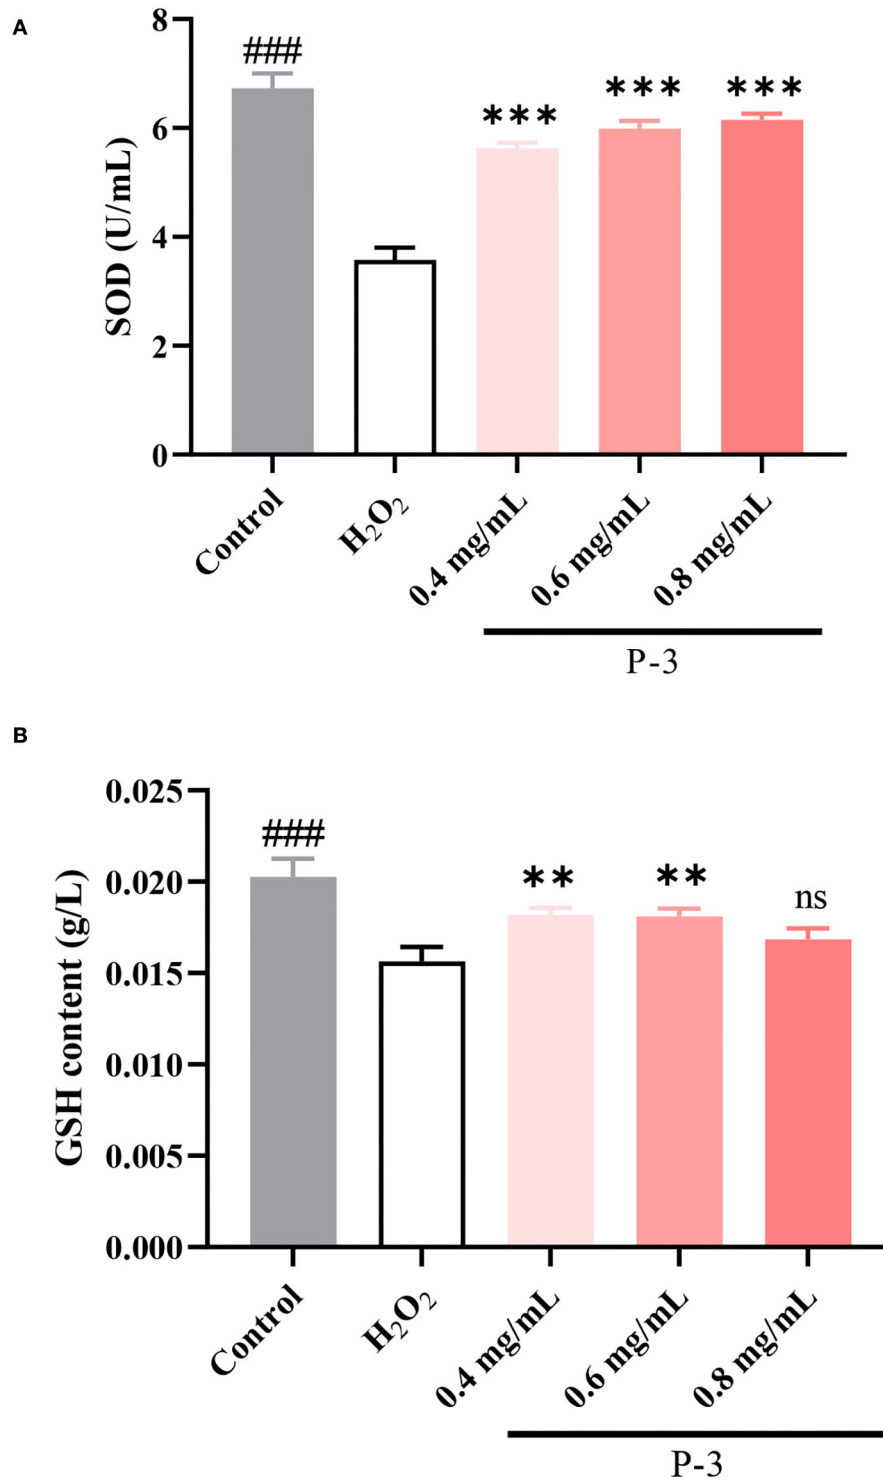 A
8
###
***
***
***
6
4
2
0
SOD (U/mL)
Control
H₂O₂
0.4 mg/mL
0.6 mg/mL
0.8 mg/mL
P-3
B
0.025
###
0.020
**
**
ns
0.015
0.010
0.005
0.000
GSH content (g/L)
Control
H₂O₂
0.4 mg/mL
0.6 mg/mL
0.8 mg/mL
P-3